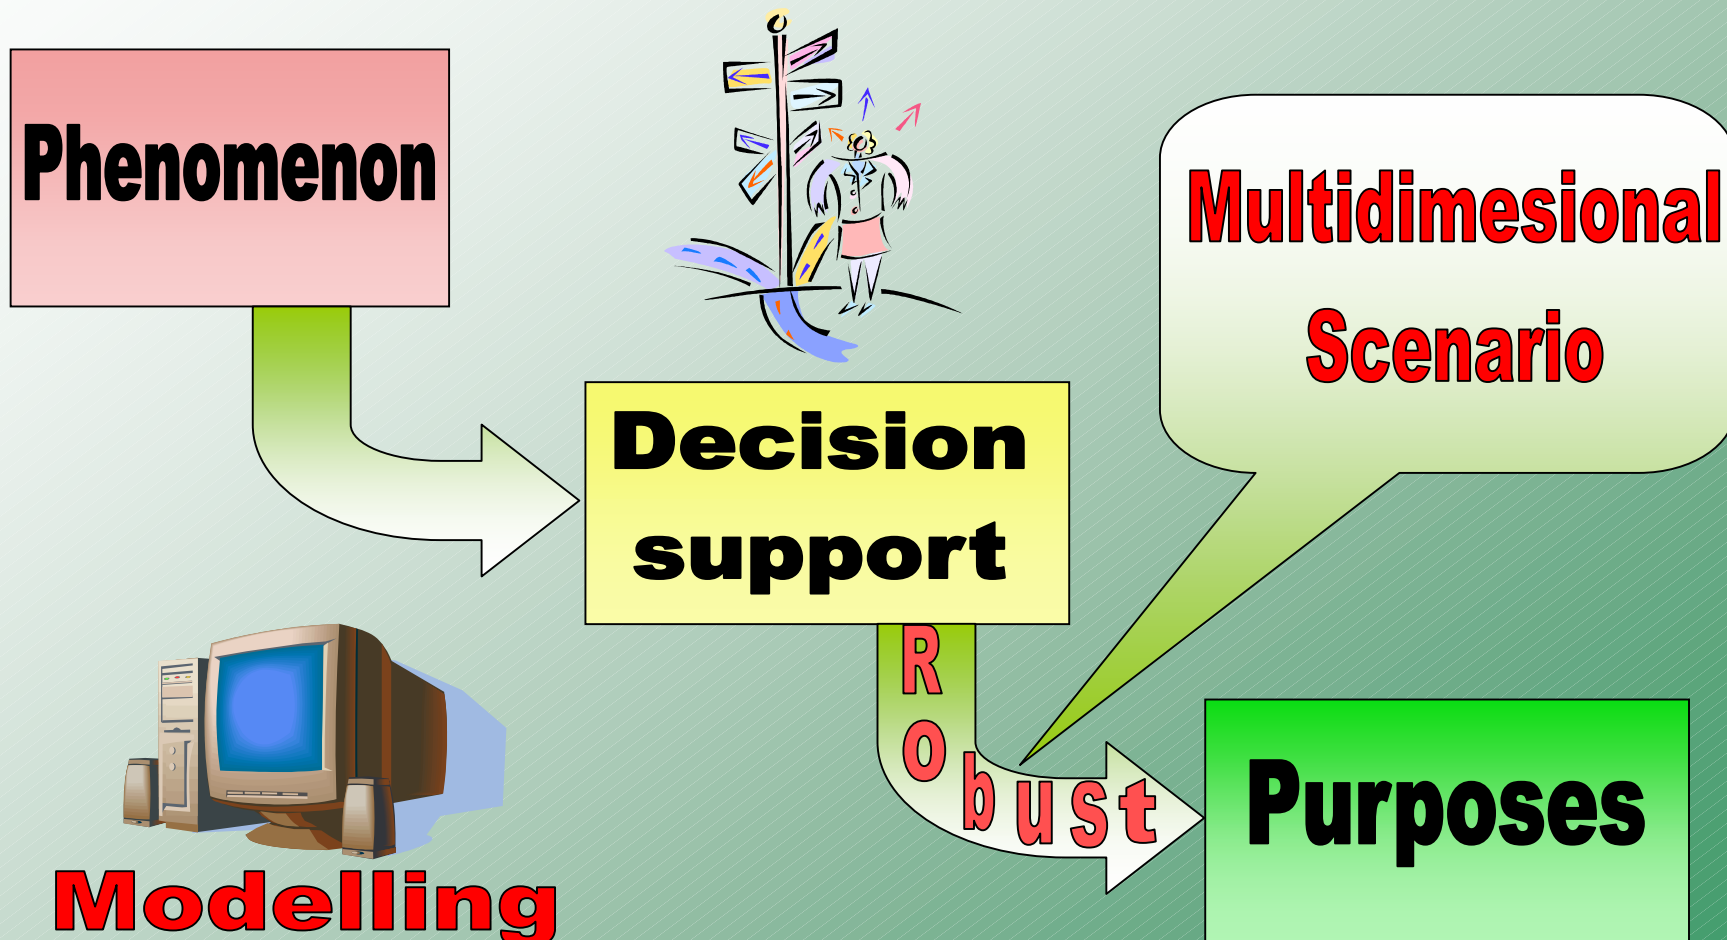 Phenomenon
Multidimesional
Scenario
Decision
support
Robust
Purposes
Modelling